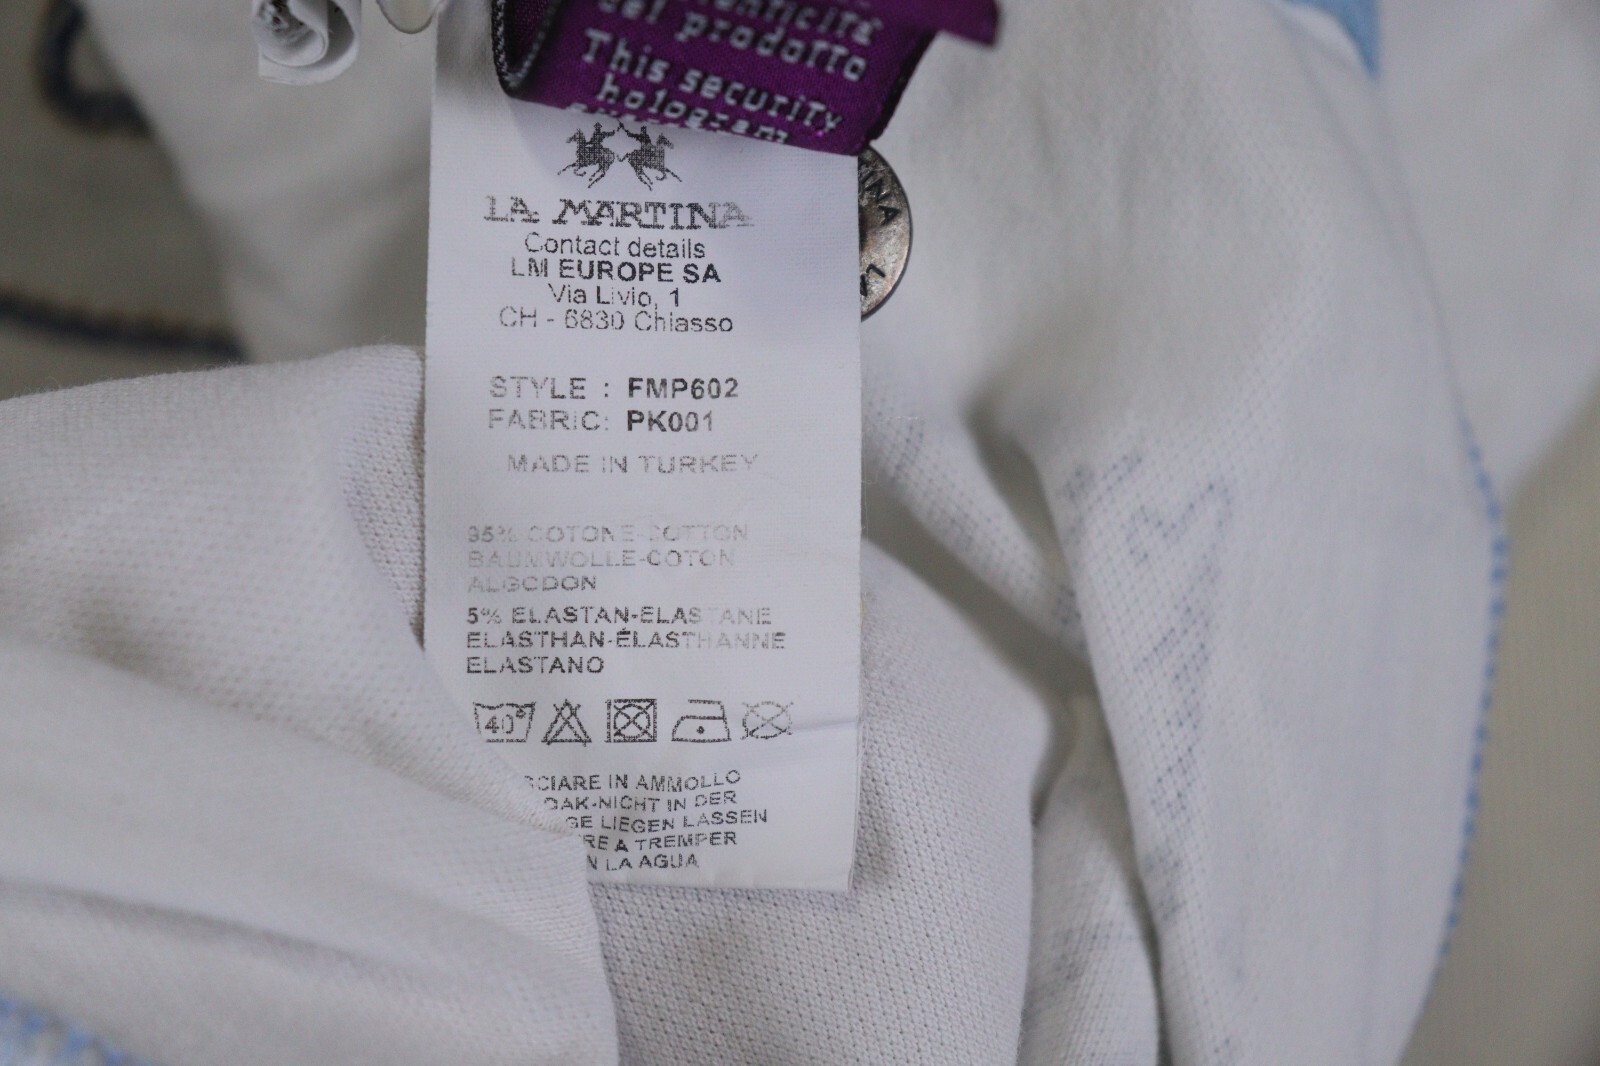 del prodotto
This security
hologram
LA MARTINA
Contact details
LM EUROPE SA
Via Livio, 1
CH - 6830 Chiasso
STYLE : FMP602
FABRIC: PK001
MADE IN TURKEY
95% COTONE-COTTON
BAUMWOLLE-COTON
ALGODON
5% ELASTAN-ELASTANE
ELASTHAN-ÉLASTHANNE
ELASTANO
40°
IN AMMOLLO
NICHT IN DER
LIEGEN LASSEN
A TREMPER
LA AGUA